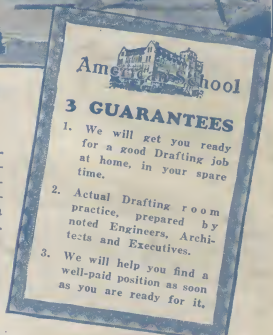 American School
3 GUARANTEES
1. We will get you ready
for a good Drafting job
at home, in your spare
time.
2. Actual Drafting room
practice, prepared by
noted Engineers, Archi-
tects and Executives.
3. We will help you find a
well-paid position as soon
as you are ready for it.